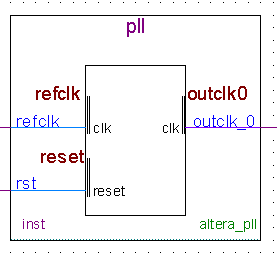 pll
refclk outclk0
refclk clk clk outclk_0
reset
rst reset
inst altera_pll